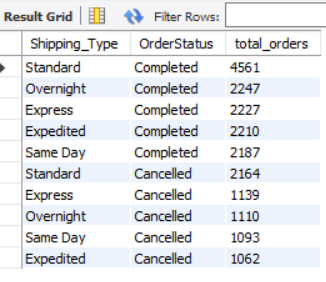 Result Grid Filter Rows:
Shipping_Type OrderStatus total_orders
Standard Completed 4561
Overnight Completed 2247
Express Completed 2227
Expedited Completed 2210
Same Day Completed 2187
Standard Cancelled 2164
Express Cancelled 1139
Overnight Cancelled 1110
Same Day Cancelled 1093
Expedited Cancelled 1062